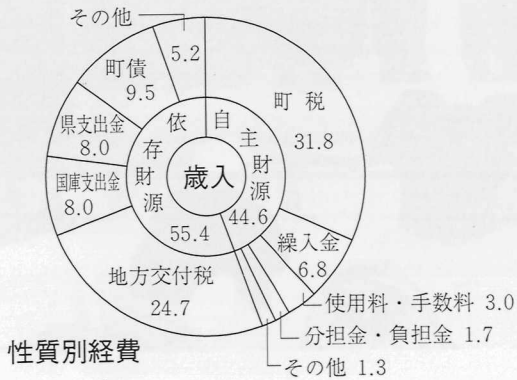 その他
5.2
町税
31.8
繰入金
6.8
使用料・手数料 3.0
分担金・負担金 1.7
その他 1.3
地方交付税
24.7
国庫支出金
8.0
県支出金
8.0
町債
9.5
自主財源
44.6
依存財源
55.4
歳入
性質別経費